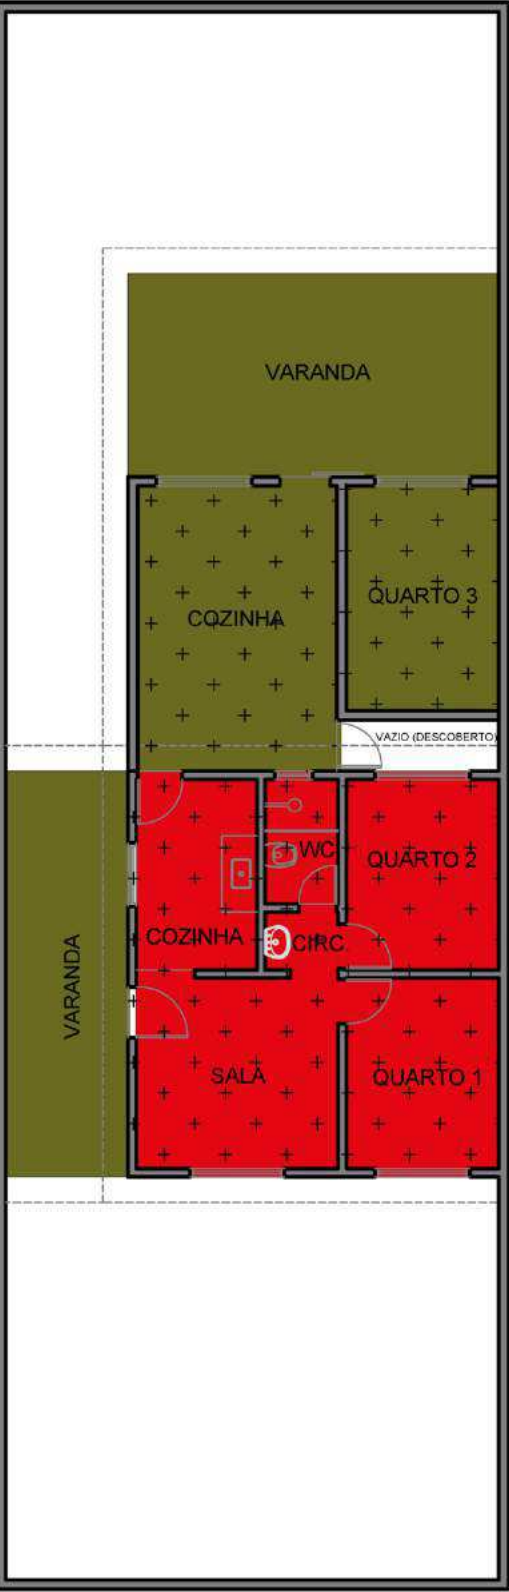 VARANDA
QUARTO 3
COZINHA
VAZIO (DESCOBERTO)
WC
QUARTO 2
COZINHA
CIRC
VARANDA
SALA
QUARTO 1